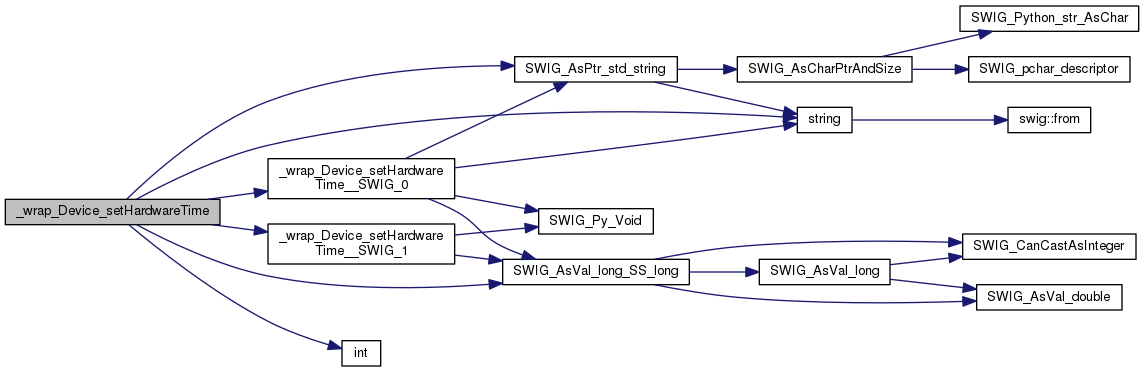 SWIG_Python_str_AsChar
SWIG_AsPtr_std_string
SWIG_AsCharPtrAndSize
SWIG_pchar_descriptor
string
swig::from
_wrap_Device_setHardware
Time__SWIG_0
_wrap_Device_setHardwareTime
SWIG_Py_Void
_wrap_Device_setHardware
Time__SWIG_1
SWIG_CanCastAsInteger
SWIG_AsVal_long_SS_long
SWIG_AsVal_long
SWIG_AsVal_double
int